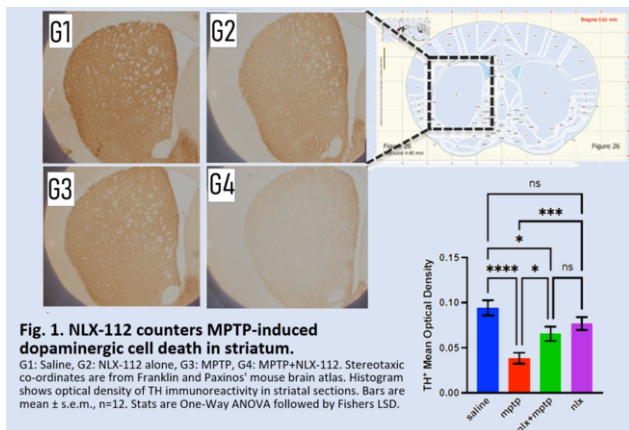 G1
G2
G3
G4
Bregma 0.61 mm
Figure 26
Figure 26
Fig. 1. NLX-112 counters MPTP-induced
dopaminergic cell death in striatum.
G1: Saline, G2: NLX-112 alone, G3: MPTP, G4: MPTP+NLX-112. Stereotaxic
co-ordinates are from Franklin and Paxinos' mouse brain atlas. Histogram
shows optical density of TH immunoreactivity in striatal sections. Bars are
mean ± s.e.m., n=12. Stats are One-Way ANOVA followed by Fishers LSD.
ns
***
*
**** * ns
TH⁺ Mean Optical Density
0.15
0.10
0.05
0.00
saline
mptp
nlx+mptp
nlx